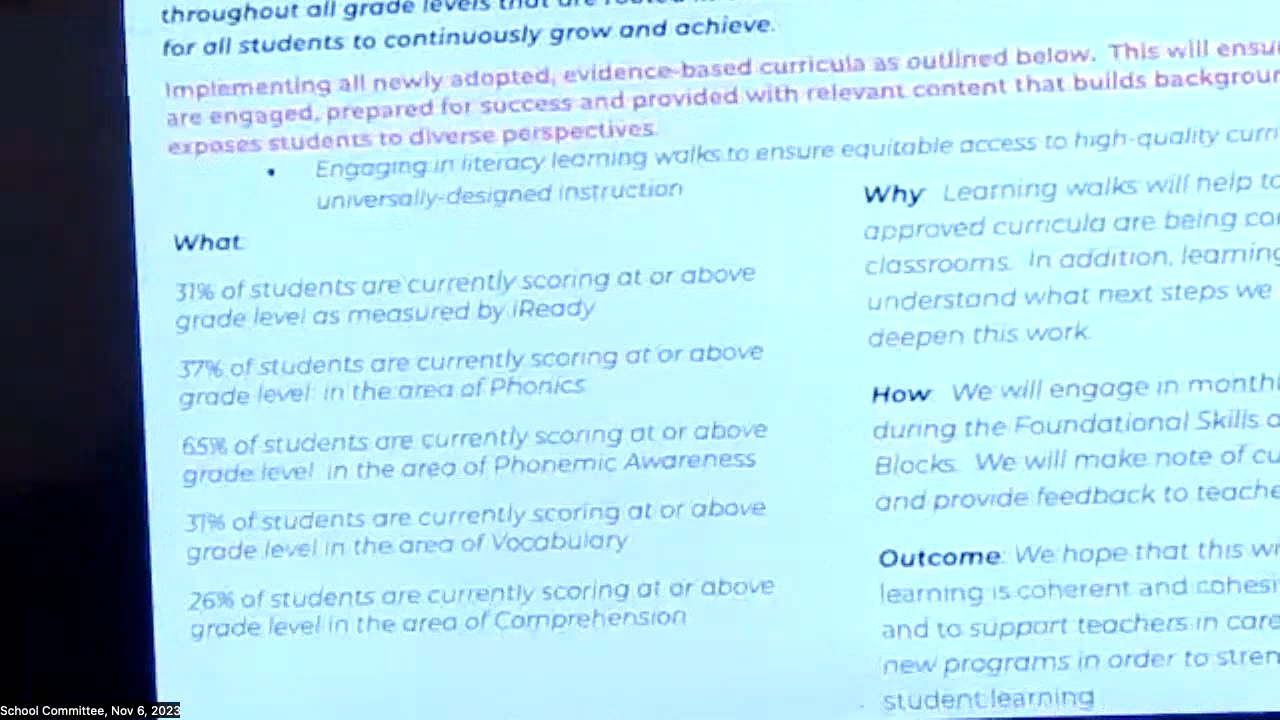 throughout all grade levels that are rooted in
for all students to continuously grow and achieve.
Implementing all newly adopted, evidence-based curricula as outlined below. This will ensu
are engaged, prepared for success and provided with relevant content that builds backgroun
exposes students to diverse perspectives.
• Engaging in literacy learning walks to ensure equitable access to high-quality curri
universally-designed instruction
What:
31% of students are currently scoring at or above
grade level as measured by iReady
37% of students are currently scoring at or above
grade level in the area of Phonics
65% of students are currently scoring at or above
grade level in the area of Phonemic Awareness
31% of students are currently scoring at or above
grade level in the area of Vocabulary
26% of students are currently scoring at or above
grade level in the area of Comprehension
Why: Learning walks will help to
approved curricula are being car
classrooms. In addition, learning
understand what next steps we
deepen this work.
How: We will engage in monthl
during the Foundational Skills a
Blocks. We will make note of cu
and provide feedback to teache
Outcome: We hope that this wi
learning is coherent and cohesi
and to support teachers in care
new programs in order to stren
student learning
School Committee, Nov 6, 2023